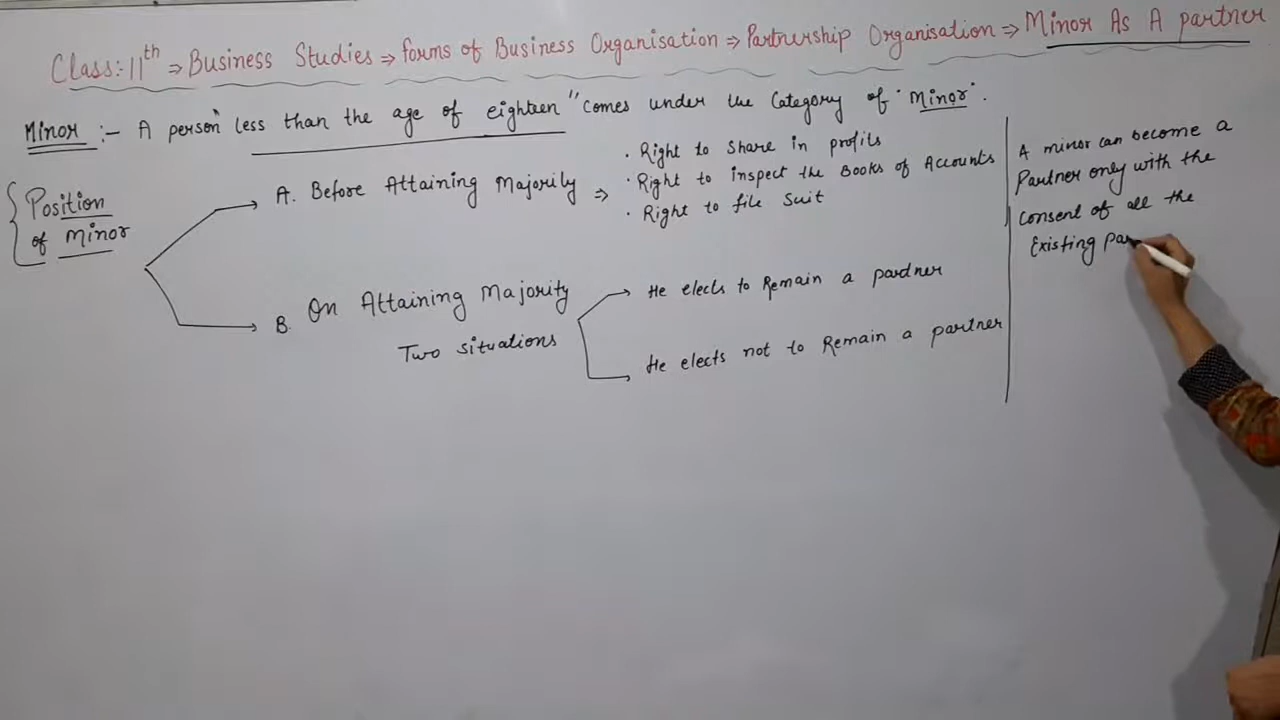 Class:- 11th ⇒ Business Studies ⇒ forms of Business Organisation ⇒ Partnership Organisation ⇒ Minor As A partner
Minor :- A person "less than the age of eighteen" comes under the Category of "Minor".
Position
of Minor
A. Before Attaining Majority ⇒
· Right to Share in profits
· Right to inspect the Books of Accounts
· Right to file Suit
B. On Attaining Majority
Two situations
He elects to Remain a partner
He elects not to Remain a partner
A minor can become a
Partner only with the
Consent of all the
Existing Pa